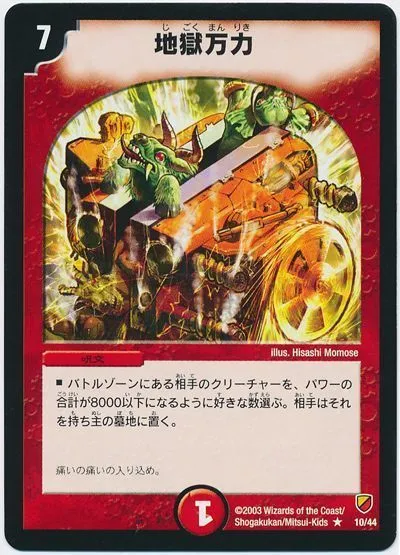 7
じごくまんりき
地獄万力
illus. Hisashi Momose
呪文
■ バトルゾーンにある相手のクリーチャーを、パワーの
合計が8000以下になるように好きな数選ぶ。相手はそれ
を持ち主の墓地に置く。
痛いの痛いの入り込め。
1
©2003 Wizards of the Coast/
Shogakukan/Mitsui-Kids ★ 10/44